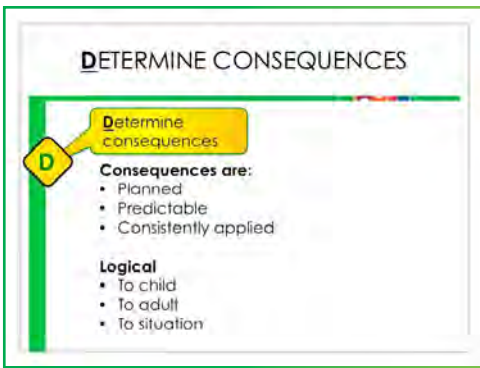 DETERMINE CONSEQUENCES
Determine
consequences
D
Consequences are:
• Planned
• Predictable
• Consistently applied
Logical
• To child
• To adult
• To situation